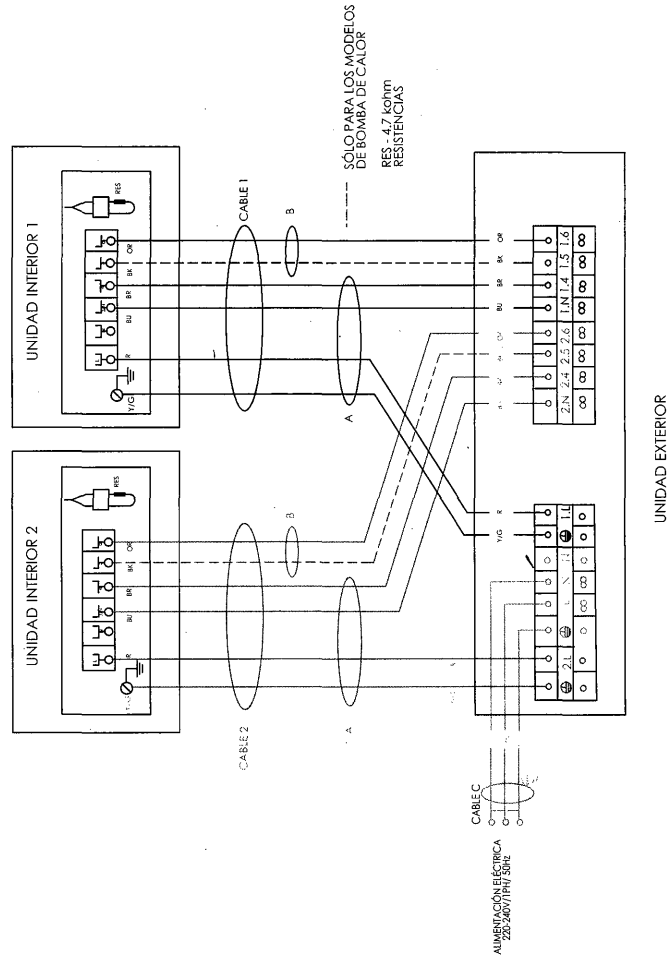 UNIDAD INTERIOR 2
RES
R
BU
BR
BK
OR
UNIDAD INTERIOR 1
RES
Y/G
R
BU
BR
BK
OR
CABLE 2
CABLE 1
A
B
A
B
SÓLO PARA LOS MODELOS
DE BOMBA DE CALOR
RES - 4.7 kohm
RESISTENCIAS
Y/G
R
BU
BR
BK
OR
2.L
L
N
1.L
2.N
2.4
2.5
2.6
1.N
1.4
1.5
1.6
CABLE C
ALIMENTACIÓN ELÉCTRICA
220-240V/1PH/ 50Hz
UNIDAD EXTERIOR